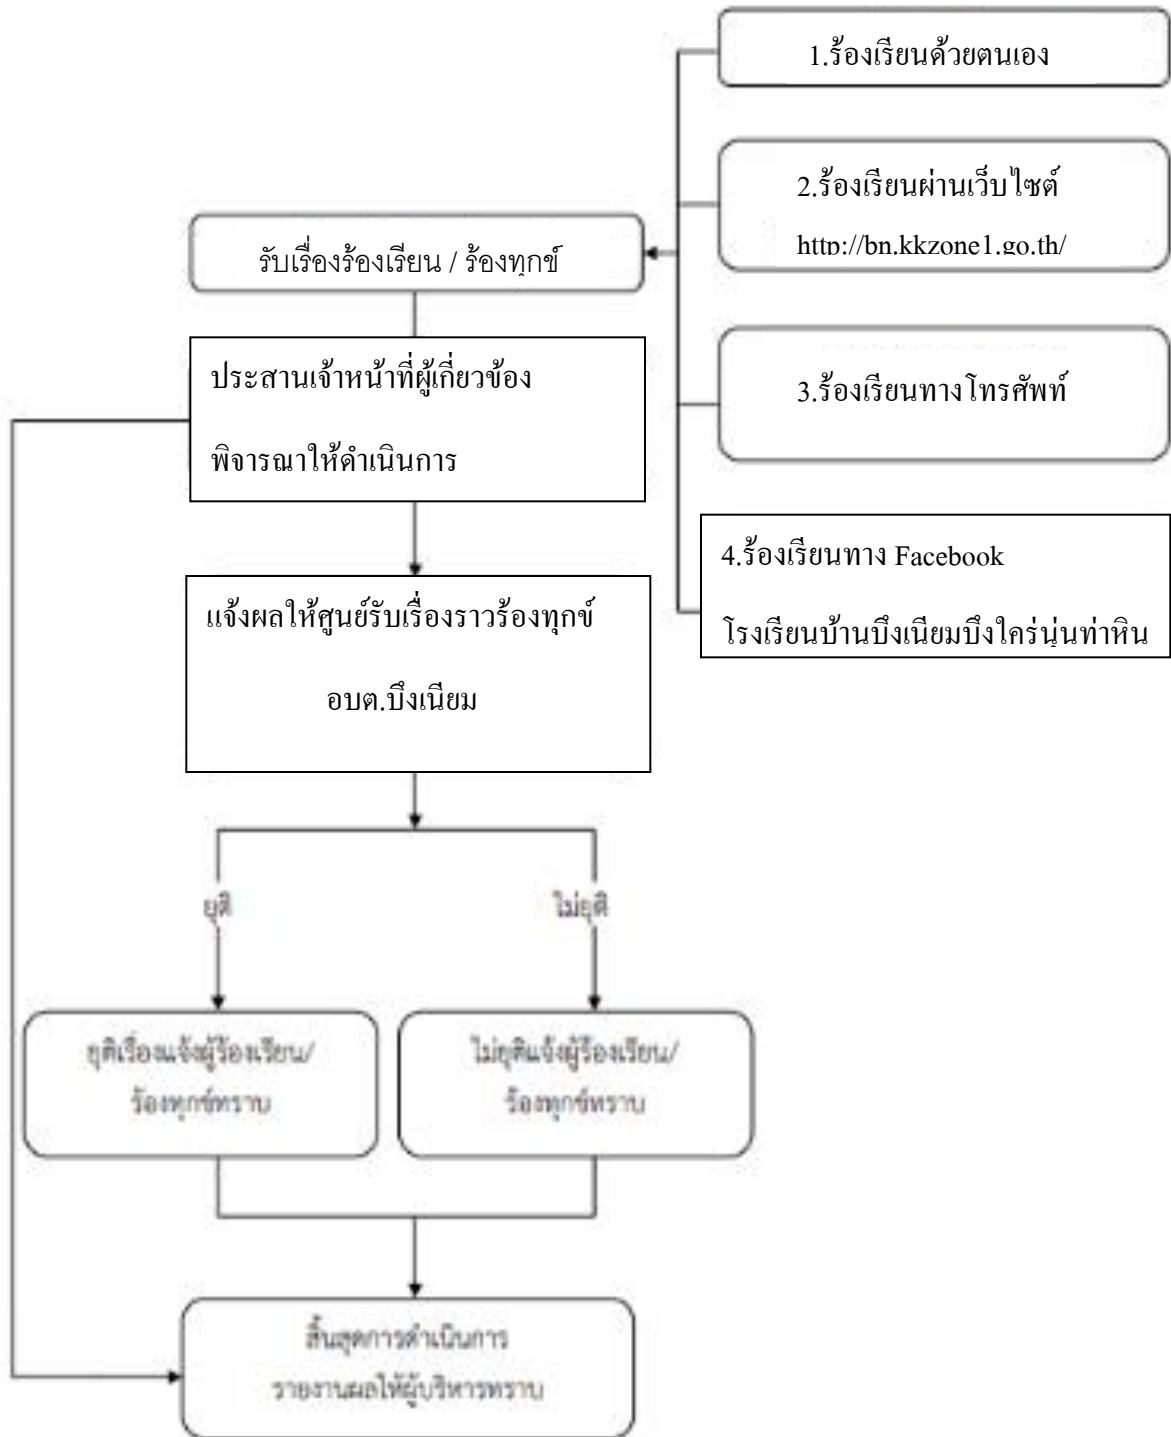 1.ร้องเรียนด้วยตนเอง
2.ร้องเรียนผ่านเว็บไซต์
http://bn.kkzone1.go.th/
รับเรื่องร้องเรียน / ร้องทุกข์
ประสานเจ้าหน้าที่ผู้เกี่ยวข้อง
พิจารณาให้ดำเนินการ
3.ร้องเรียนทางโทรศัพท์
4.ร้องเรียนทาง Facebook
โรงเรียนบ้านบึงเนียมบึงใคร่นุ่นท่าหิน
แจ้งผลให้ศูนย์รับเรื่องราวร้องทุกข์
อบต.บึงเนียม
ยุติ
ไม่ยุติ
ยุติเรื่องแจ้งผู้ร้องเรียน/
ร้องทุกข์ทราบ
ไม่ยุติแจ้งผู้ร้องเรียน/
ร้องทุกข์ทราบ
สิ้นสุดการดำเนินการ
รายงานผลให้ผู้บริหารทราบ